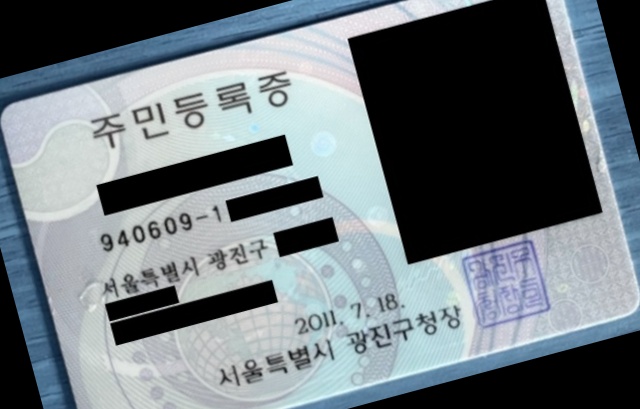 주민등록증
940609-1
서울특별시 광진구
2011. 7. 18.
서울특별시 광진구청장